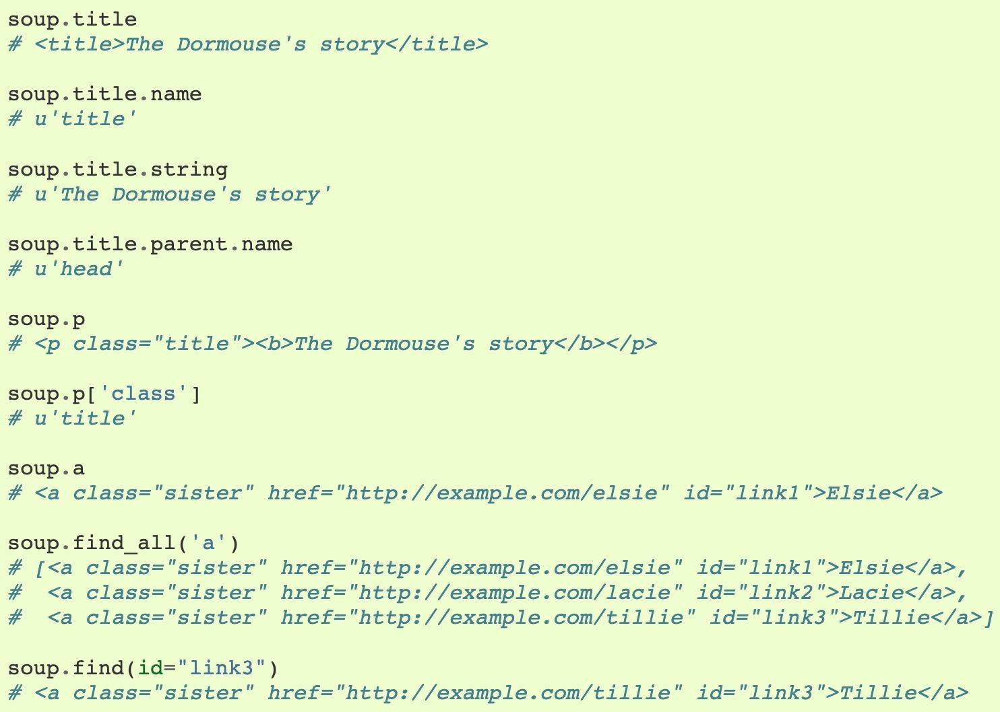 soup.title
# <title>The Dormouse's story</title>
soup.title.name
# u'title'
soup.title.string
# u'The Dormouse's story'
soup.title.parent.name
# u'head'
soup.p
# <p class="title"><b>The Dormouse's story</b></p>
soup.p['class']
# u'title'
soup.a
# <a class="sister" href="http://example.com/elsie" id="link1">Elsie</a>
soup.find_all('a')
# [<a class="sister" href="http://example.com/elsie" id="link1">Elsie</a>,
#  <a class="sister" href="http://example.com/lacie" id="link2">Lacie</a>,
#  <a class="sister" href="http://example.com/tillie" id="link3">Tillie</a>]
soup.find(id="link3")
# <a class="sister" href="http://example.com/tillie" id="link3">Tillie</a>